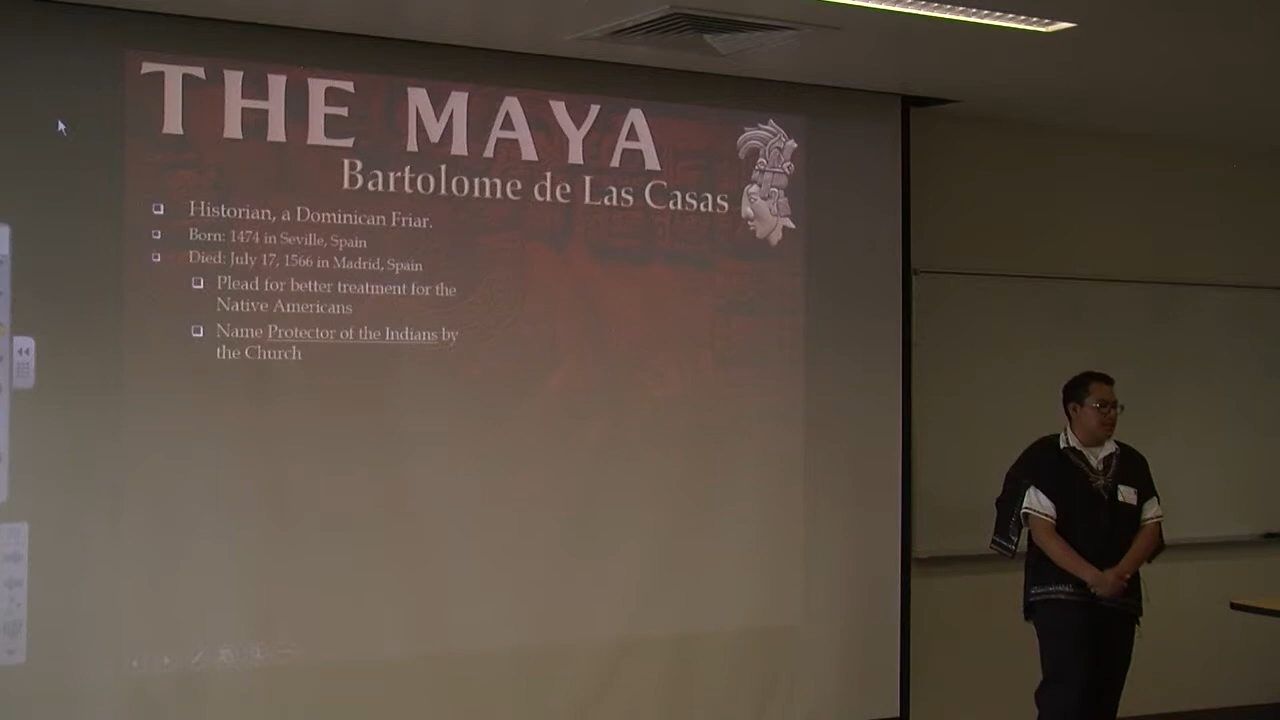 THE MAYA
Bartolome de Las Casas
Historian, a Dominican Friar.
Born: 1474 in Seville, Spain
Died: July 17, 1566 in Madrid, Spain
Plead for better treatment for the
Native Americans
Name Protector of the Indians by
the Church